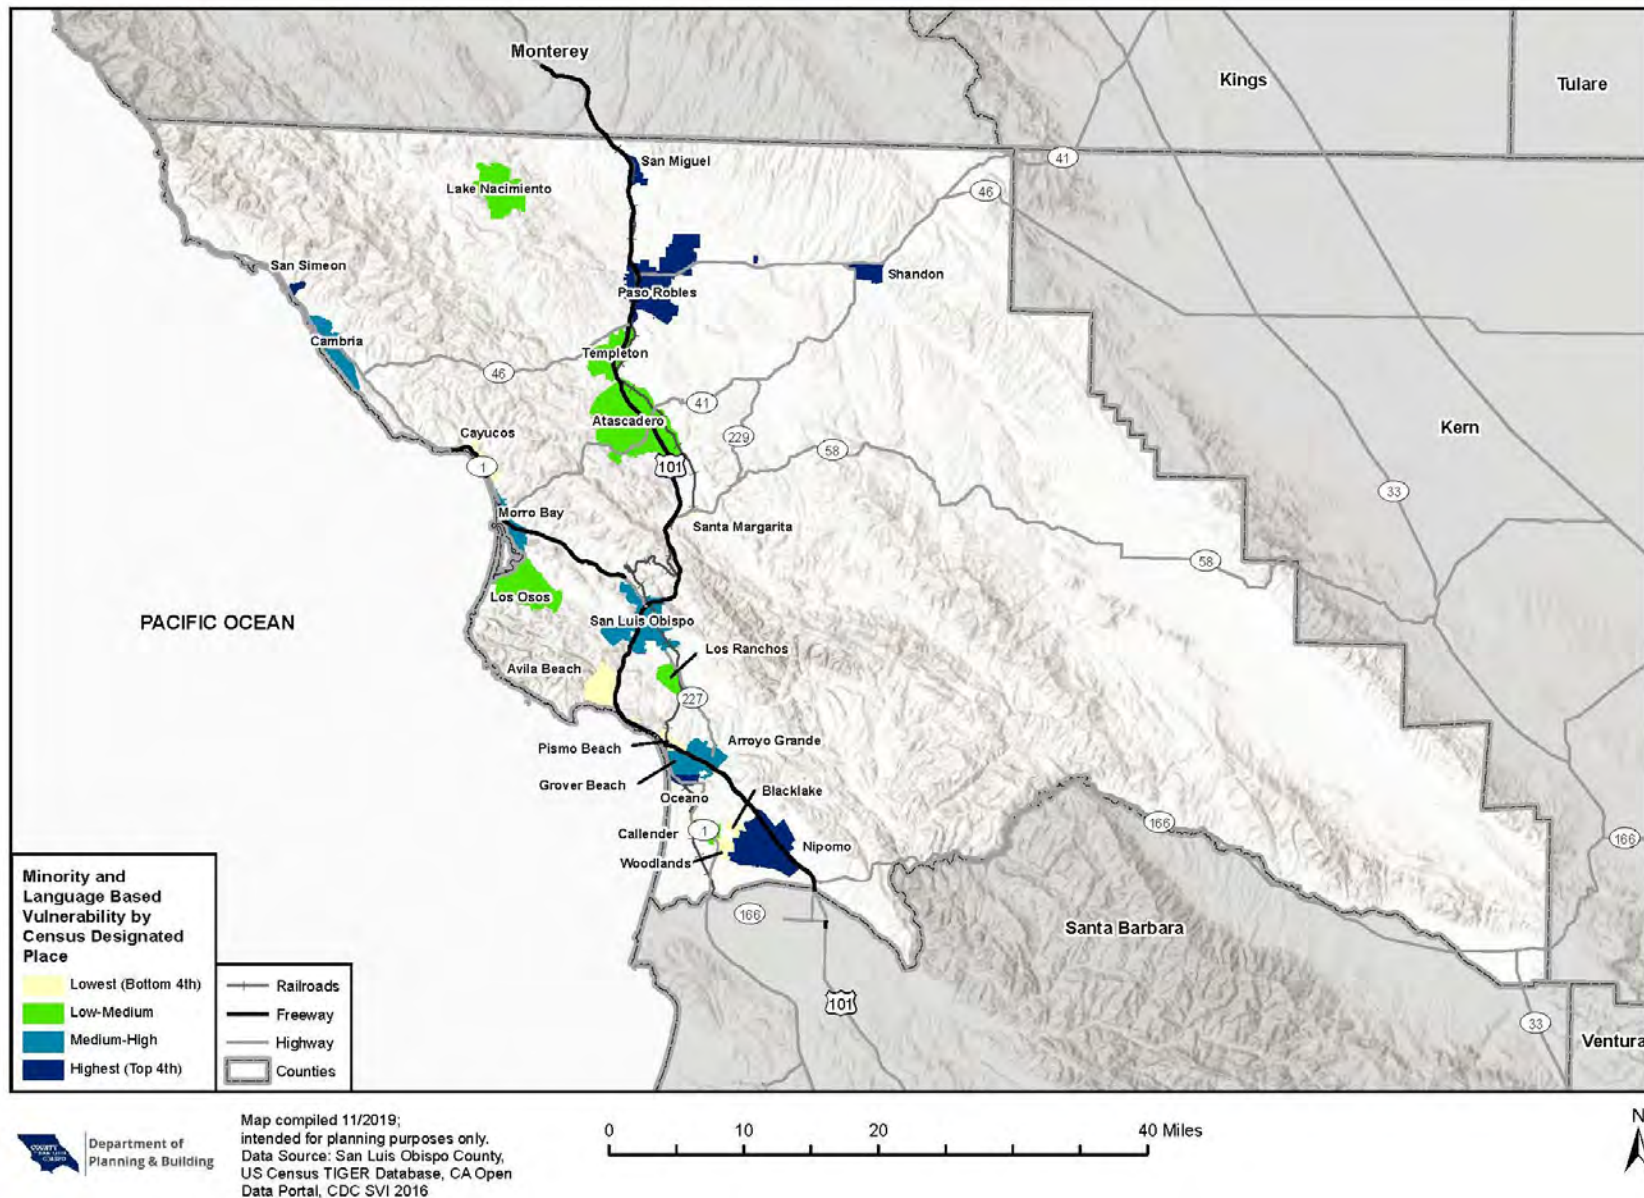 Monterey
Kings
Tulare
41
San Miguel
46
Lake Nacimiento
San Simeon
Shandon
Paso Robles
Cambria
Templeton
46
41
Atascadero
229
Kern
Cayucos
58
1
101
33
Morro Bay
Santa Margarita
58
Los Osos
PACIFIC OCEAN
San Luis Obispo
Los Ranchos
Avila Beach
227
Pismo Beach
Arroyo Grande
Grover Beach
Blacklake
Oceano
166
Callender
1
166
Nipomo
Woodlands
166
Santa Barbara
101
33
Ventura
Minority and
Language Based
Vulnerability by
Census Designated
Place
Lowest (Bottom 4th)
Low-Medium
Medium-High
Highest (Top 4th)
Railroads
Freeway
Highway
Counties
Department of
Planning & Building
Map compiled 11/2019;
intended for planning purposes only.
Data Source: San Luis Obispo County,
US Census TIGER Database, CA Open
Data Portal, CDC SVI 2016
0 10 20 40 Miles
N